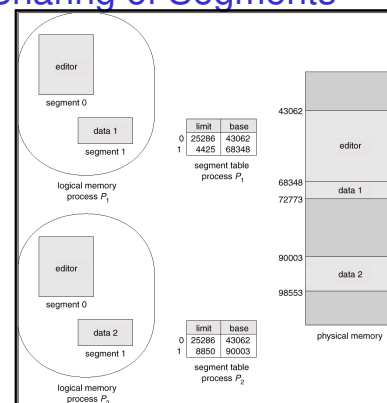 Sharing of Segments
editor
segment 0
data 1
segment 1
logical memory
process P1
limit base
0 25286 43062
1 4425 68348
segment table
process P1
editor
segment 0
data 2
segment 1
logical memory
process P2
limit base
0 25286 43062
1 8850 90003
segment table
process P2
43062
editor
68348
data 1
72773
90003
data 2
98553
physical memory